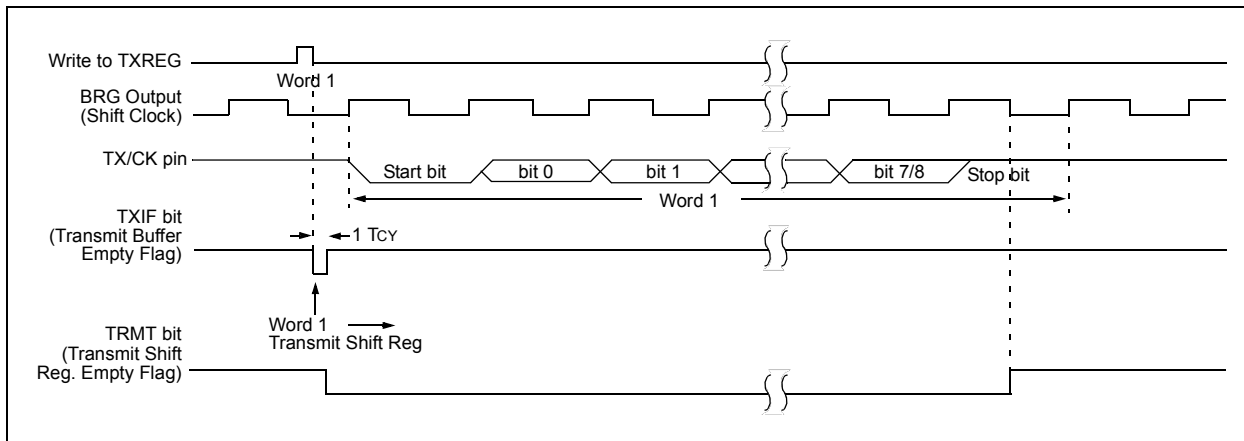 Write to TXREG
Word 1
BRG Output
(Shift Clock)
TX/CK pin
Start bit
bit 0
bit 1
bit 7/8
Stop bit
Word 1
TXIF bit
(Transmit Buffer
Empty Flag)
1 TCY
Word 1
Transmit Shift Reg
TRMT bit
(Transmit Shift
Reg. Empty Flag)